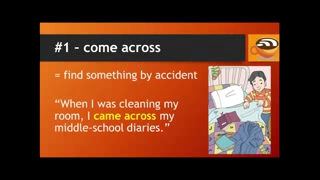 #1 – come across
= find something by accident
“When I was cleaning my
room, I came across my
middle-school diaries.”